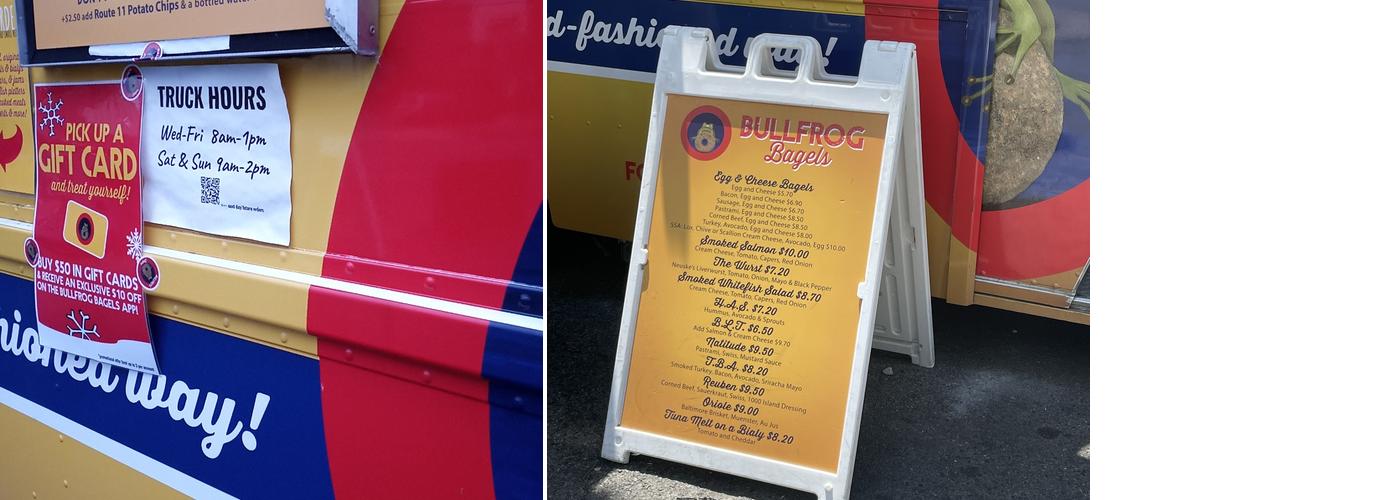 +$2.50 add Route 11 Potato Chips & a bottled water
TRUCK HOURS
Wed-Fri 8am-1pm
Sat & Sun 9am-2pm
next day/future orders
PICK UP A
GIFT CARD
and treat yourself!
BUY $50 IN GIFT CARDS
& RECEIVE AN EXCLUSIVE $10 OFF
ON THE BULLFROG BAGELS APP!
way!
d-fashioned way!
BULLFROG
Bagels
Egg & Cheese Bagels
Egg and Cheese $5.70
Bacon, Egg and Cheese $6.90
Sausage, Egg and Cheese $6.70
Pastrami, Egg and Cheese $8.50
Corned Beef, Egg and Cheese $8.50
Turkey, Avocado, Egg and Cheese $8.00
SSA: Lox, Chive or Scallion Cream Cheese, Avocado, Egg $10.00
Smoked Salmon $10.00
Cream Cheese, Tomato, Capers, Red Onion
The Wurst $7.20
Neuske's Liverwurst, Tomato, Onion, Mayo & Black Pepper
Smoked Whitefish Salad $8.70
Cream Cheese, Tomato, Capers, Red Onion
H.A.S. $7.20
Hummus, Avocado & Sprouts
B.L.T. $6.50
Add Salmon & Cream Cheese $9.70
Natitude $9.50
Pastrami, Swiss, Mustard Sauce
T.B.A. $8.20
Smoked Turkey, Bacon, Avocado, Sriracha Mayo
Reuben $9.50
Corned Beef, Sauerkraut, Swiss, 1000 Island Dressing
Oriole $9.00
Baltimore Brisket, Muenster, Au Jus
Tuna Melt on a Bialy $8.20
Tomato and Cheddar